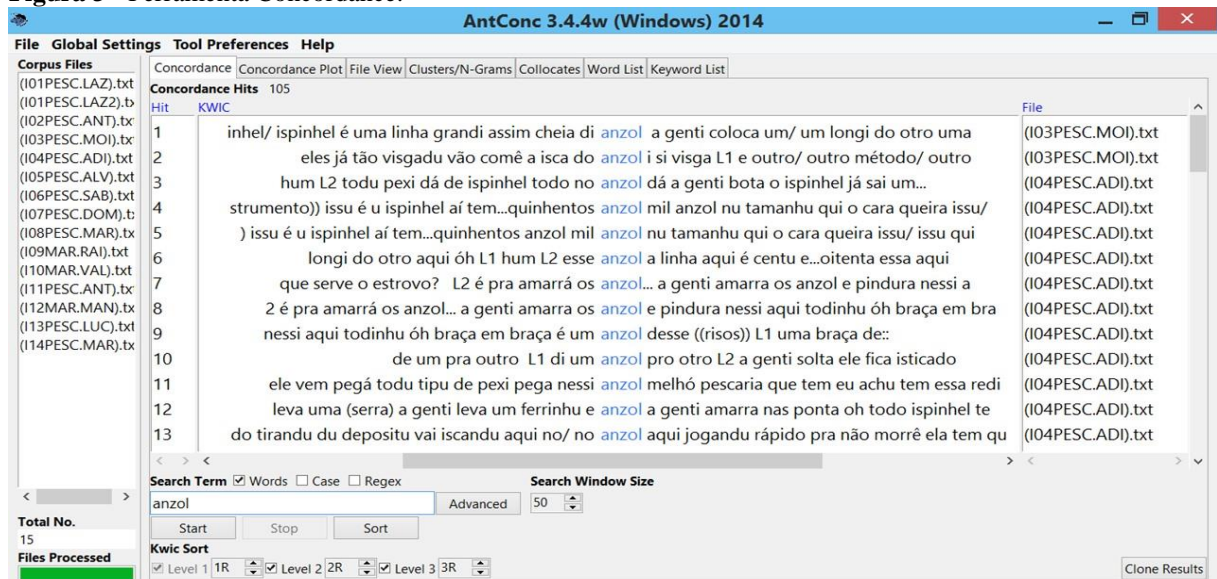 AntConc 3.4.4w (Windows) 2014
File Global Settings Tool Preferences Help
Corpus Files
(I01PESC.LAZ).txt
(I01PESC.LAZ2).tx
(I02PESC.ANT).tx
(I03PESC.MOI).tx
(I04PESC.ADI).txt
(I05PESC.ALV).txt
(I06PESC.SAB).txt
(I07PESC.DOM).t
(I08PESC.MAR).tx
(I09MAR.RAI).txt
(I10MAR.VAL).txt
(I11PESC.ANT).tx
(I12MAR.MAN).tx
(I13PESC.LUC).txt
(I14PESC.MAR).tx
Total No.
15
Files Processed
Concordance Concordance Plot File View Clusters/N-Grams Collocates Word List Keyword List
Concordance Hits 105
Hit KWIC File
1 inhel/ ispinhel é uma linha grandi assim cheia di anzol a genti coloca um/ um longi do otro uma (I03PESC.MOI).txt
2 eles já tão visgadu vão comê a isca do anzol i si visga L1 e outro/ outro método/ outro (I03PESC.MOI).txt
3 hum L2 todu pexi dá de ispinhel todo no anzol dá a genti bota o ispinhel já sai um... (I04PESC.ADI).txt
4 strumento)) issu é u ispinhel aí tem...quinhentos anzol mil anzol nu tamanhu qui o cara queira issu/ (I04PESC.ADI).txt
5 ) issu é u ispinhel aí tem...quinhentos anzol mil anzol nu tamanhu qui o cara queira issu/ issu qui (I04PESC.ADI).txt
6 longi do otro aqui óh L1 hum L2 esse anzol a linha aqui é centu e...oitenta essa aqui (I04PESC.ADI).txt
7 que serve o estrovo? L2 é pra amarrá os anzol... a genti amarra os anzol e pindura nessi a (I04PESC.ADI).txt
8 2 é pra amarrá os anzol... a genti amarra os anzol e pindura nessi aqui todinhu óh braça em bra (I04PESC.ADI).txt
9 nessi aqui todinhu óh braça em braça é um anzol desse ((risos)) L1 uma braça de:: (I04PESC.ADI).txt
10 de um pra outro L1 di um anzol pro otro L2 a genti solta ele fica isticado (I04PESC.ADI).txt
11 ele vem pegá todu tipu de pexi pega nessi anzol melhó pescaria que tem eu achu tem essa redi (I04PESC.ADI).txt
12 leva uma (serra) a genti leva um ferrinhu e anzol a genti amarra nas ponta oh todo ispinhel te (I04PESC.ADI).txt
13 do tirandu du depositu vai iscandu aqui no/ no anzol aqui jogandu rápido pra não morrê ela tem qu (I04PESC.ADI).txt
Search Term Words Case Regex Search Window Size
anzol Advanced 50
Start Stop Sort
Kwic Sort
Level 1 1R Level 2 2R Level 3 3R Clone Results